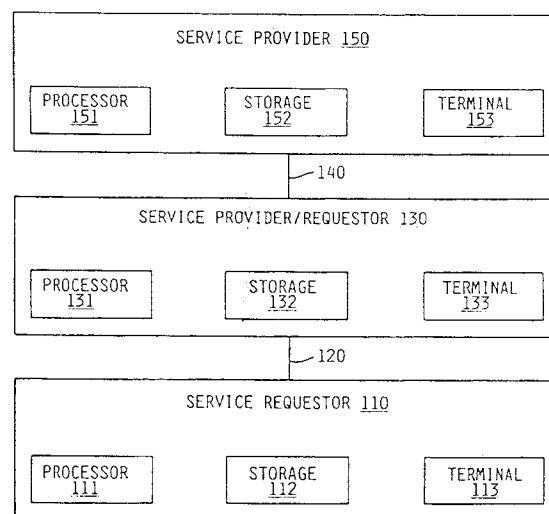 SERVICE PROVIDER 150
PROCESSOR STORAGE TERMINAL
151 152 153
140
SERVICE PROVIDER/REQUESTOR 130
PROCESSOR STORAGE TERMINAL
131 132 133
120
SERVICE REQUESTOR 110
PROCESSOR STORAGE TERMINAL
111 112 113